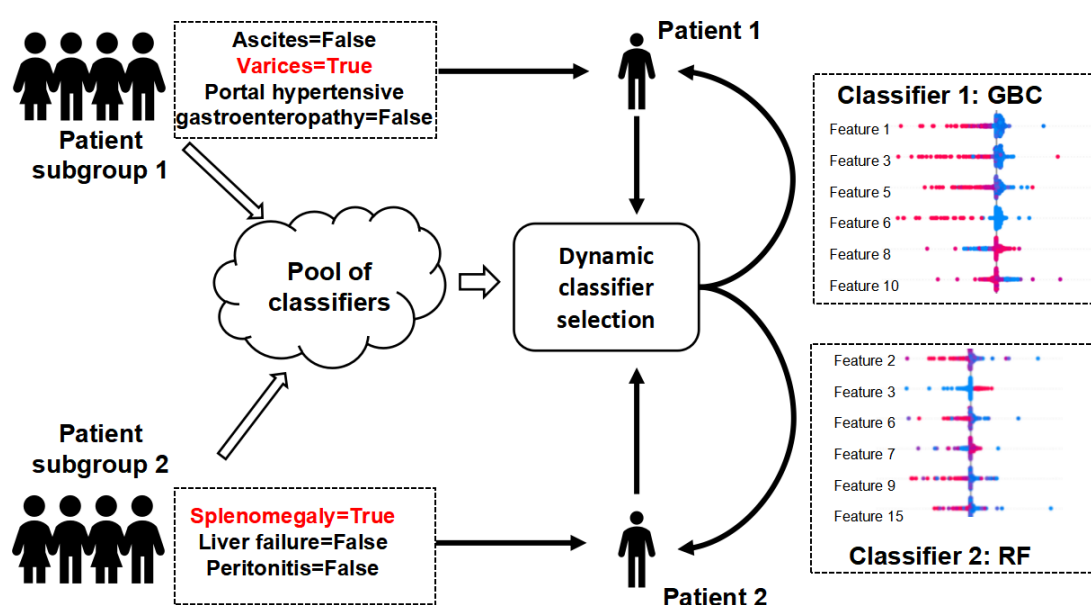 Ascites=False
Varices=True
Portal hypertensive
gastroenteropathy=False
Patient
subgroup 1
Patient 1
Classifier 1: GBC
Feature 1
Feature 3
Feature 5
Feature 6
Feature 8
Feature 10
Pool of
classifiers
Dynamic
classifier
selection
Feature 2
Feature 3
Feature 6
Feature 7
Feature 9
Feature 15
Classifier 2: RF
Patient
subgroup 2
Splenomegaly=True
Liver failure=False
Peritonitis=False
Patient 2